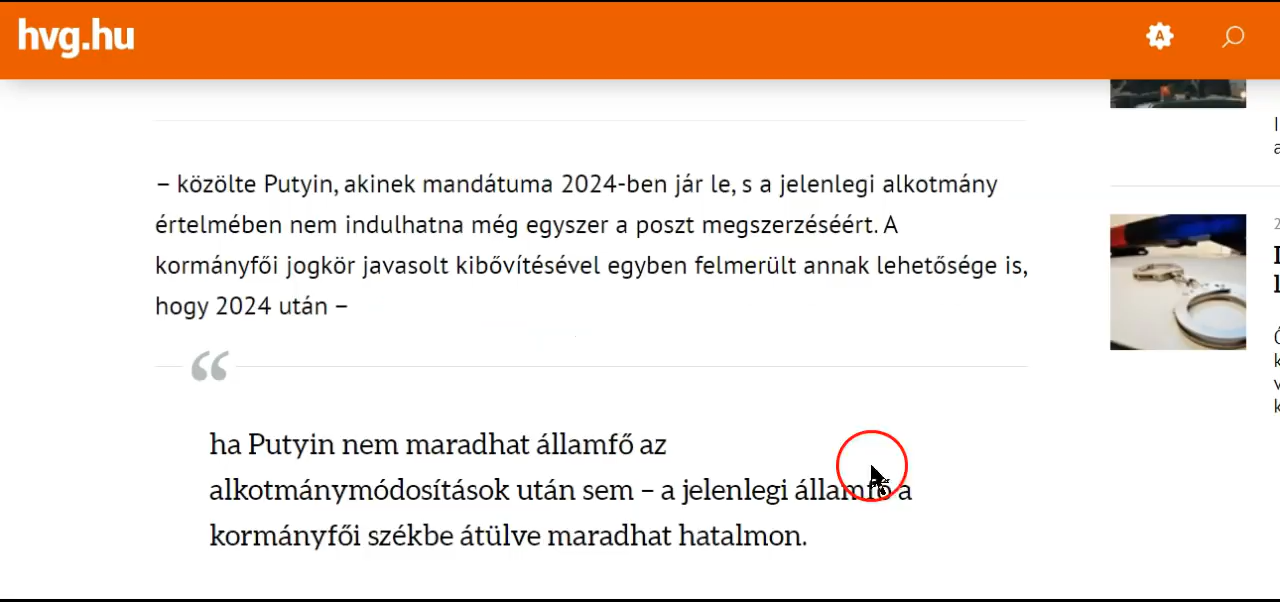 hvg.hu
A
– közölte Putyin, akinek mandátuma 2024-ben jár le, s a jelenlegi alkotmány
értelmében nem indulhatna még egyszer a poszt megszerzéséért. A
kormányfői jogkör javasolt kibővítésével egyben felmerült annak lehetősége is,
hogy 2024 után –
“
ha Putyin nem maradhat államfő az
alkotmánymódosítások után sem – a jelenlegi államfő a
kormányfői székbe átülve maradhat hatalmon.